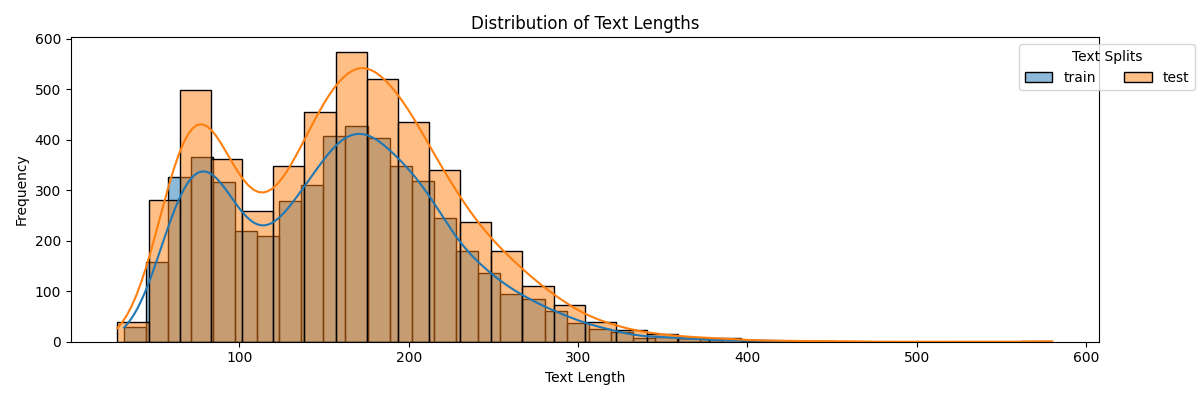 Distribution of Text Lengths
Text Splits
train test
Frequency
600
500
400
300
200
100
0
100 200 300 400 500 600
Text Length